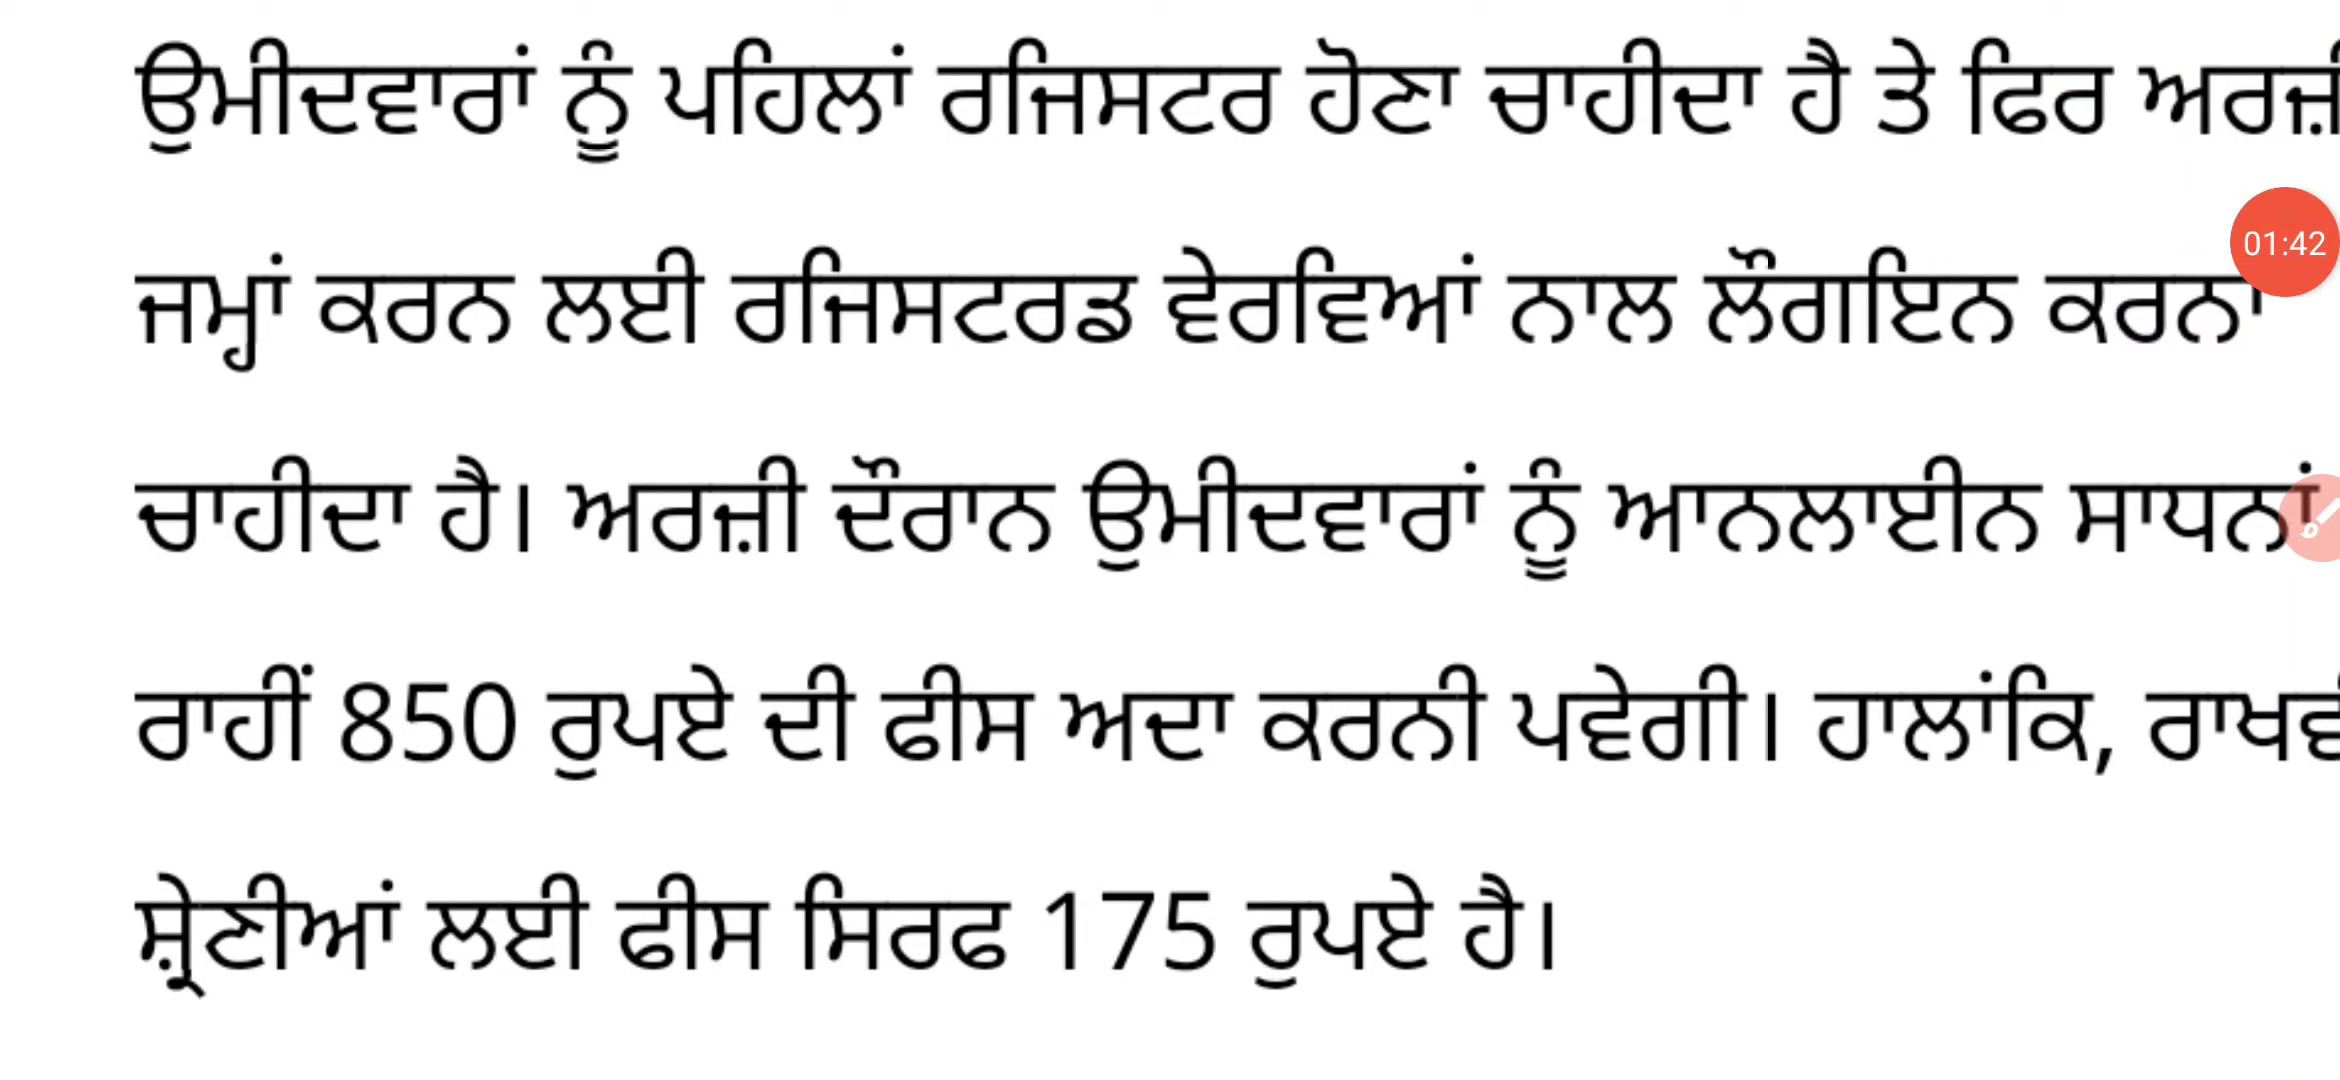 ਉਮੀਦਵਾਰਾਂ ਨੂੰ ਪਹਿਲਾਂ ਰਜਿਸਟਰ ਹੋਣਾ ਚਾਹੀਦਾ ਹੈ ਤੇ ਫਿਰ
01:42
ਜਮ੍ਹਾਂ ਕਰਨ ਲਈ ਰਜਿਸਟਰਡ ਵੇਰਵਿਆਂ ਨਾਲ ਲੌਗਇਨ ਕਰਨਾ
ਚਾਹੀਦਾ ਹੈ। ਅਰਜ਼ੀ ਦੌਰਾਨ ਉਮੀਦਵਾਰਾਂ ਨੂੰ ਆਨਲਾਈਨ ਸਾਧਨਾਂ
ਰਾਹੀਂ 850 ਰੁਪਏ ਦੀ ਫੀਸ ਅਦਾ ਕਰਨੀ ਪਵੇਗੀ। ਹਾਲਾਂਕਿ,
ਸ਼੍ਰੇਣੀਆਂ ਲਈ ਫੀਸ ਸਿਰਫ 175 ਰੁਪਏ ਹੈ।